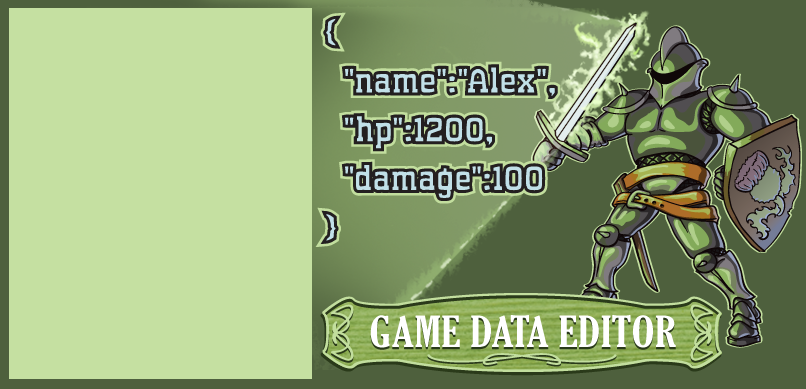 {
"name":"Alex",
"hp":1200,
"damage":100
}
GAME DATA EDITOR